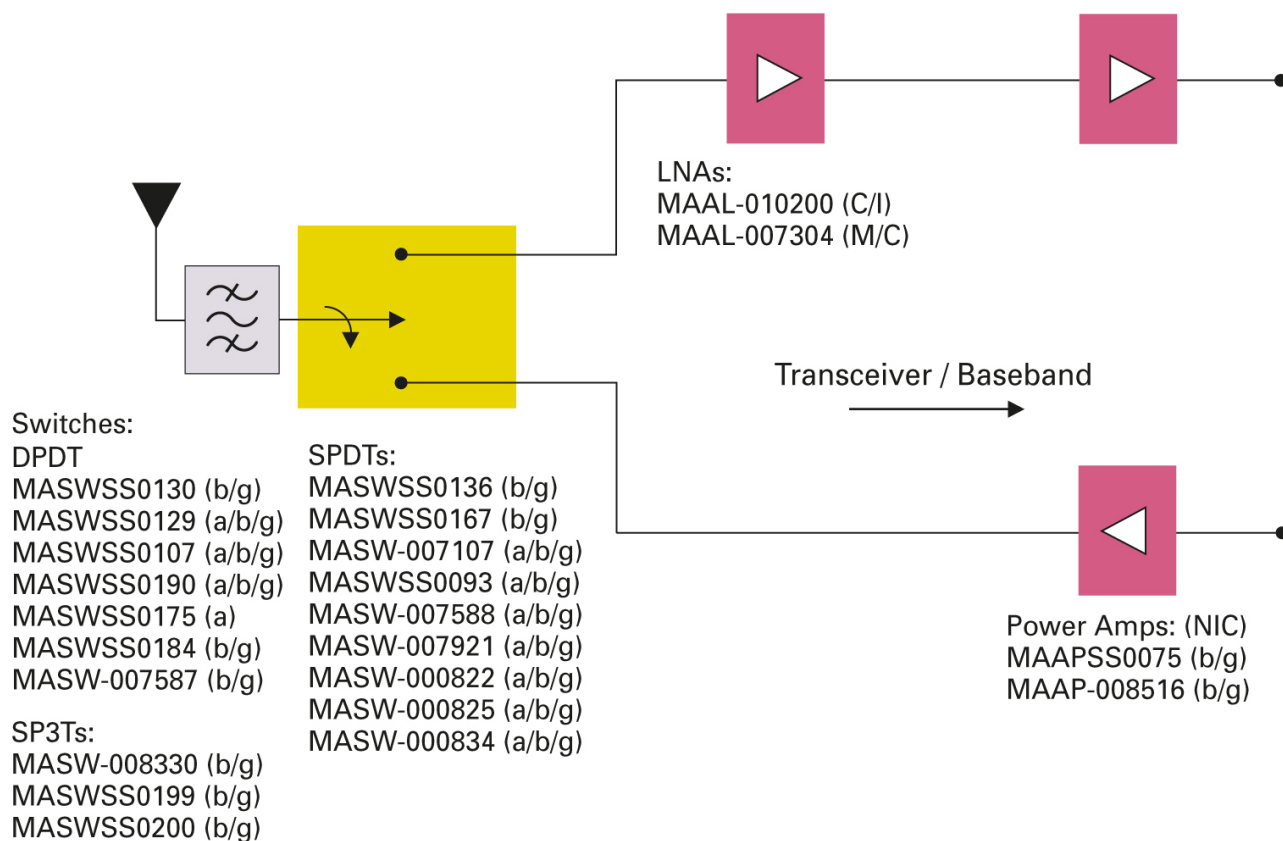 LNAs:
MAAL-010200 (C/I)
MAAL-007304 (M/C)
Transceiver / Baseband
Switches:
DPDT
MASWSS0130 (b/g)
MASWSS0129 (a/b/g)
MASWSS0107 (a/b/g)
MASWSS0190 (a/b/g)
MASWSS0175 (a)
MASWSS0184 (b/g)
MASW-007587 (b/g)
SP3Ts:
MASW-008330 (b/g)
MASWSS0199 (b/g)
MASWSS0200 (b/g)
SPDTs:
MASWSS0136 (b/g)
MASWSS0167 (b/g)
MASW-007107 (a/b/g)
MASWSS0093 (a/b/g)
MASW-007588 (a/b/g)
MASW-007921 (a/b/g)
MASW-000822 (a/b/g)
MASW-000825 (a/b/g)
MASW-000834 (a/b/g)
Power Amps: (NIC)
MAAPSS0075 (b/g)
MAAP-008516 (b/g)